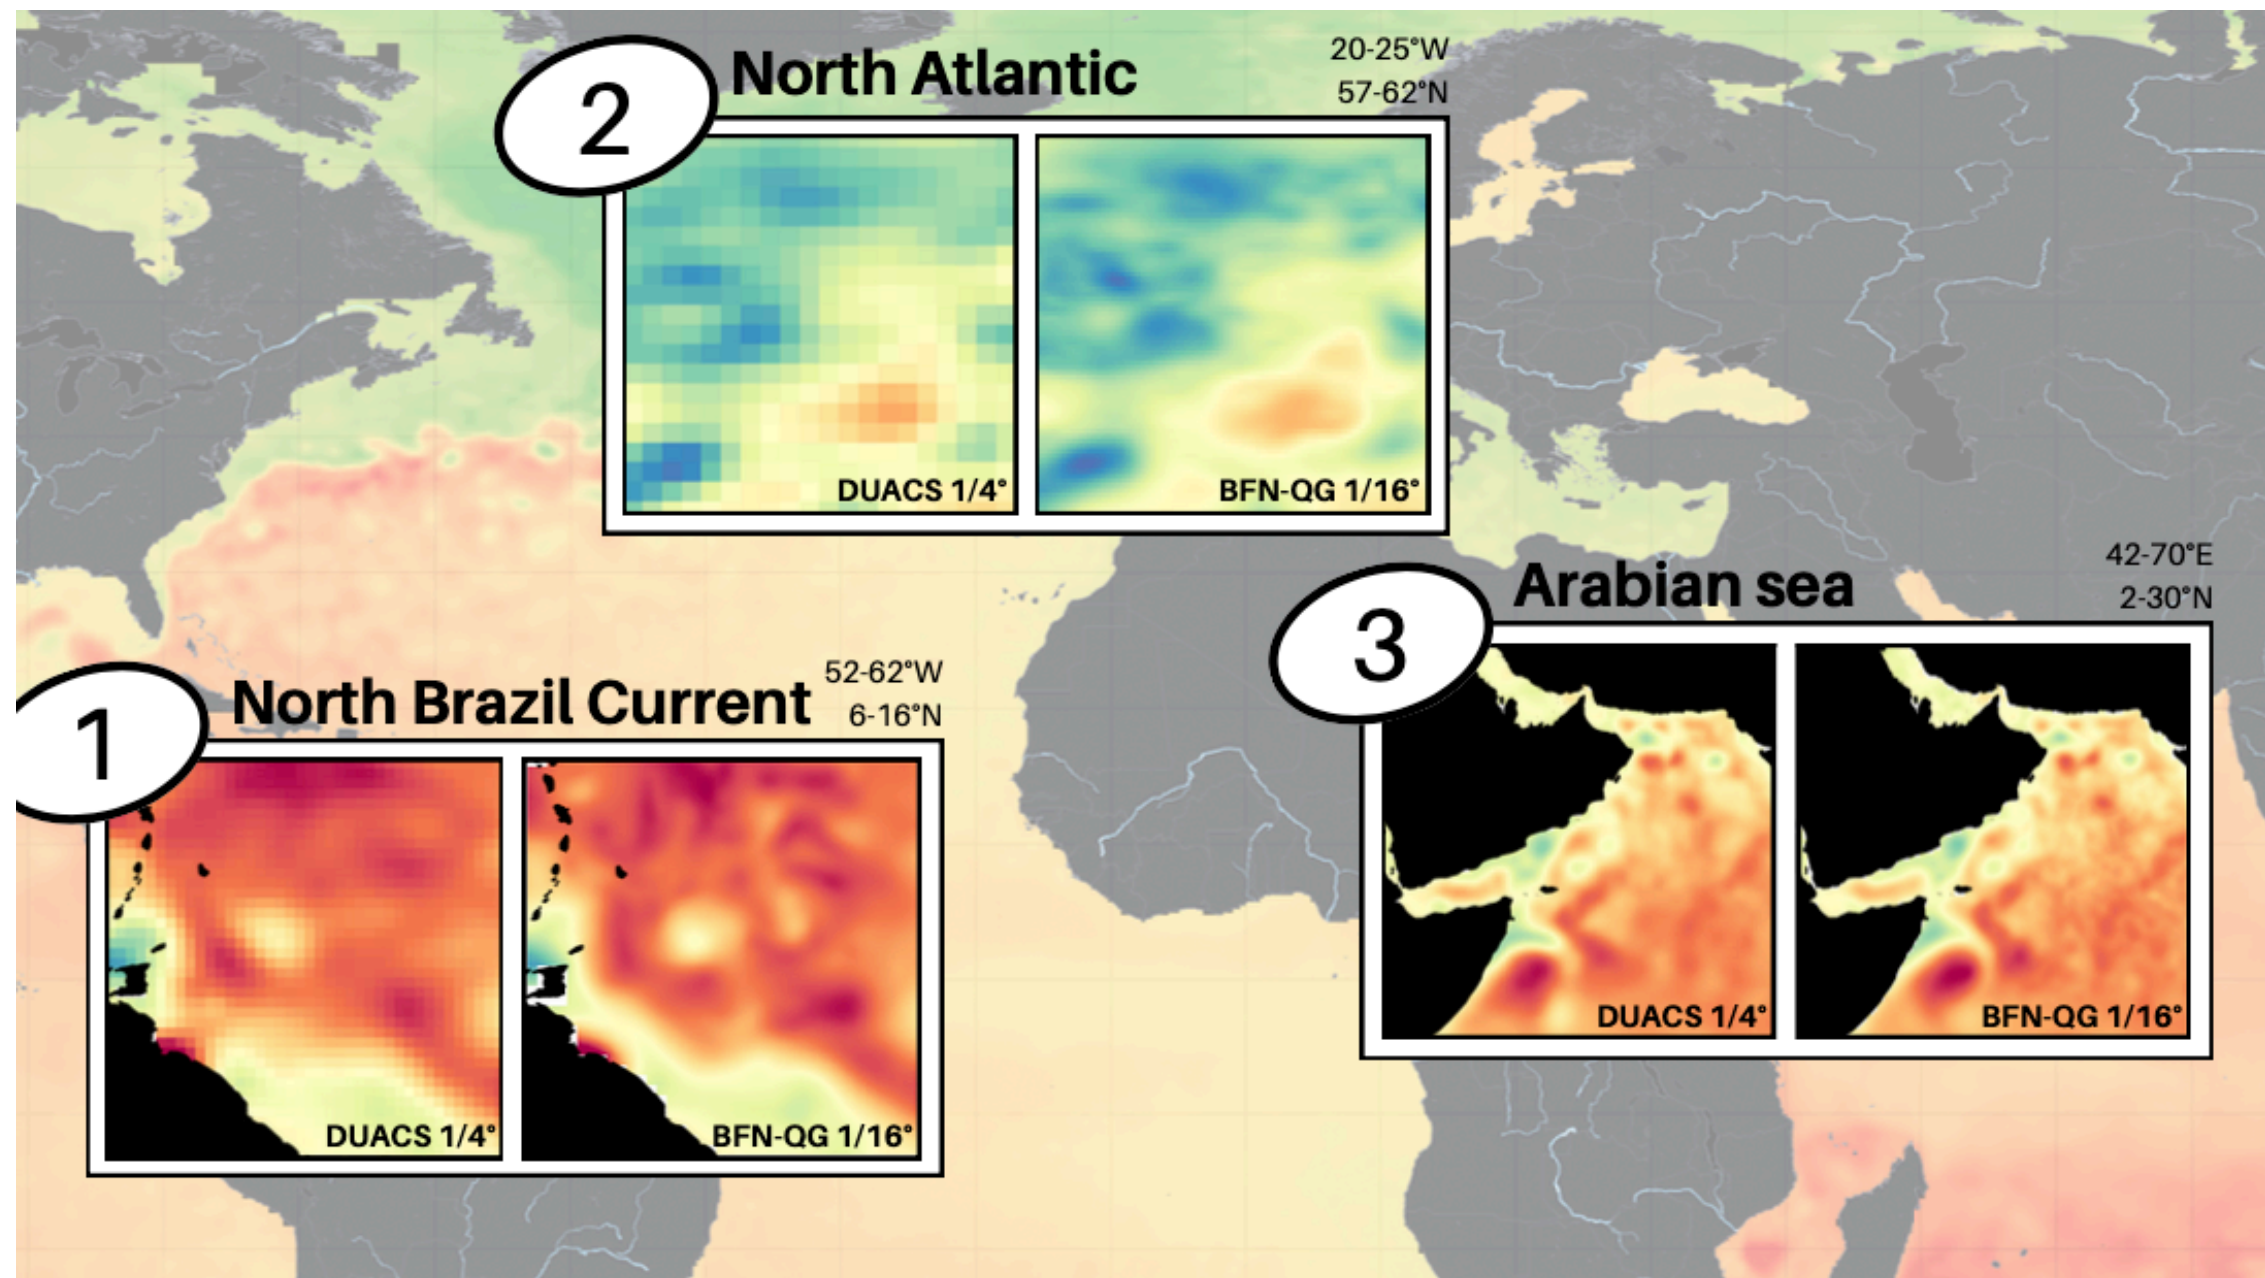 2
North Atlantic
20-25°W
57-62°N
DUACS 1/4°
BFN-QG 1/16°
3
Arabian sea
42-70°E
2-30°N
DUACS 1/4°
BFN-QG 1/16°
1
North Brazil Current
52-62°W
6-16°N
DUACS 1/4°
BFN-QG 1/16°